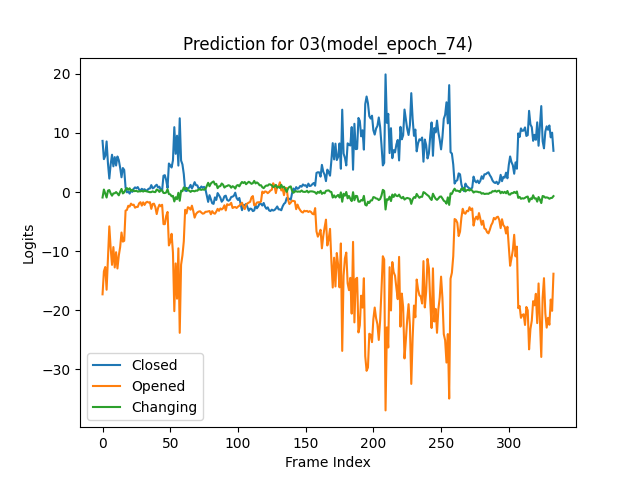 Prediction for 03(model_epoch_74)
20
10
0
−10
−20
−30
Logits
Closed
Opened
Changing
0 50 100 150 200 250 300
Frame Index